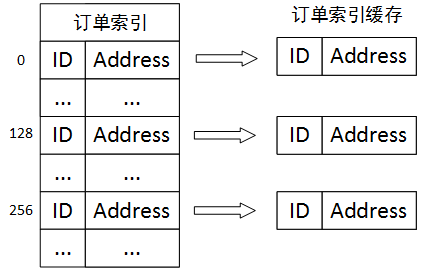 订单索引 订单索引缓存
0 ID Address ID Address
... ...
128 ID Address ID Address
... ...
256 ID Address ID Address
... ...